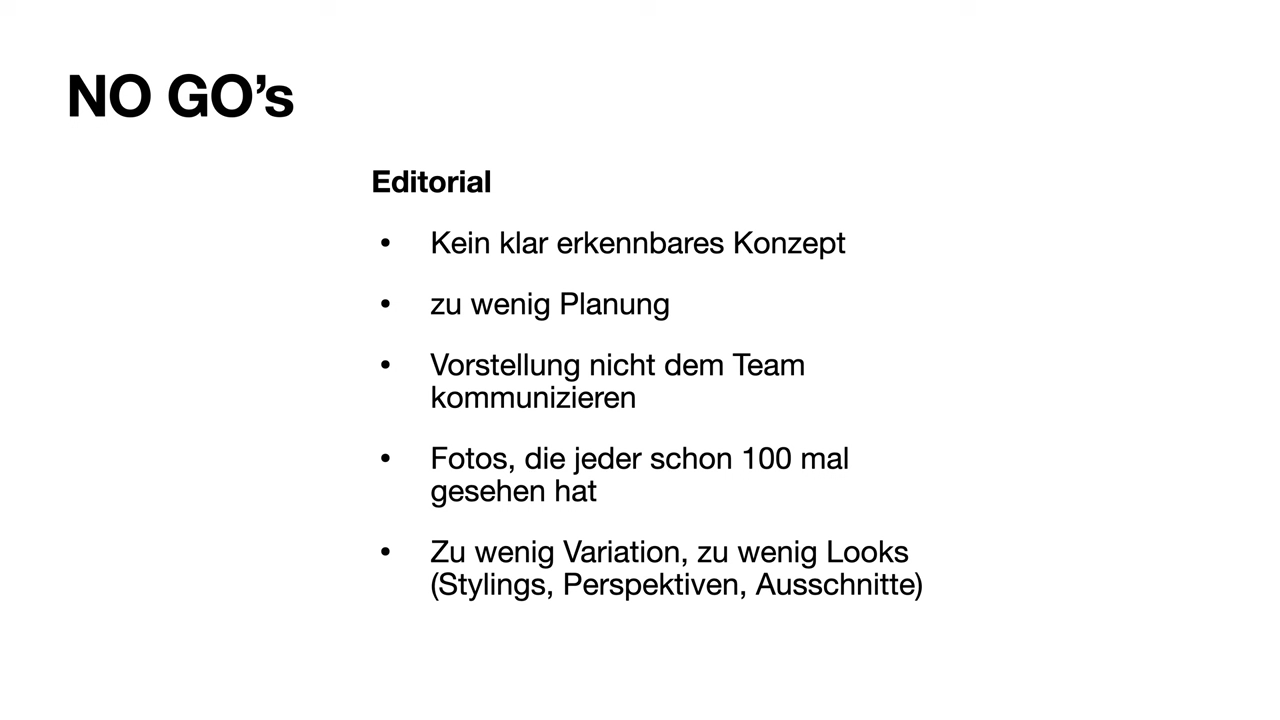 NO GO’s
Editorial
• Kein klar erkennbares Konzept
• zu wenig Planung
• Vorstellung nicht dem Team
kommunizieren
• Fotos, die jeder schon 100 mal
gesehen hat
• Zu wenig Variation, zu wenig Looks
(Stylings, Perspektiven, Ausschnitte)